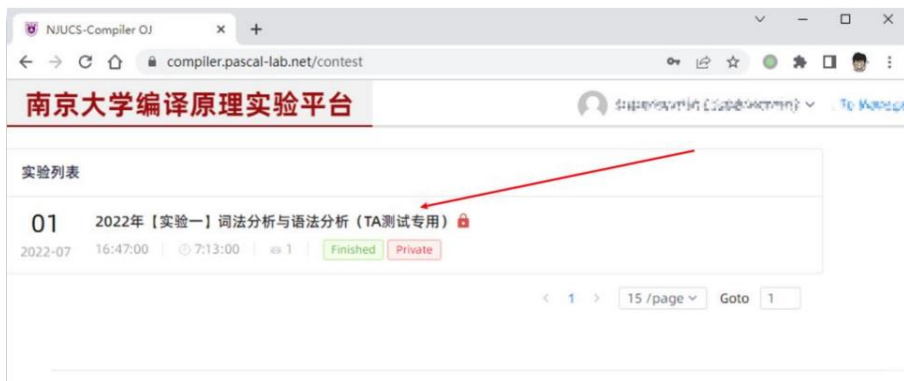 NJUCS-Compiler OJ
compiler.pascal-lab.net/contest
南京大学编译原理实验平台
实验列表
01 2022年【实验一】词法分析与语法分析（TA测试专用）
2022-07 16:47:00 7:13:00 1 Finished Private
1 15 /page Goto 1